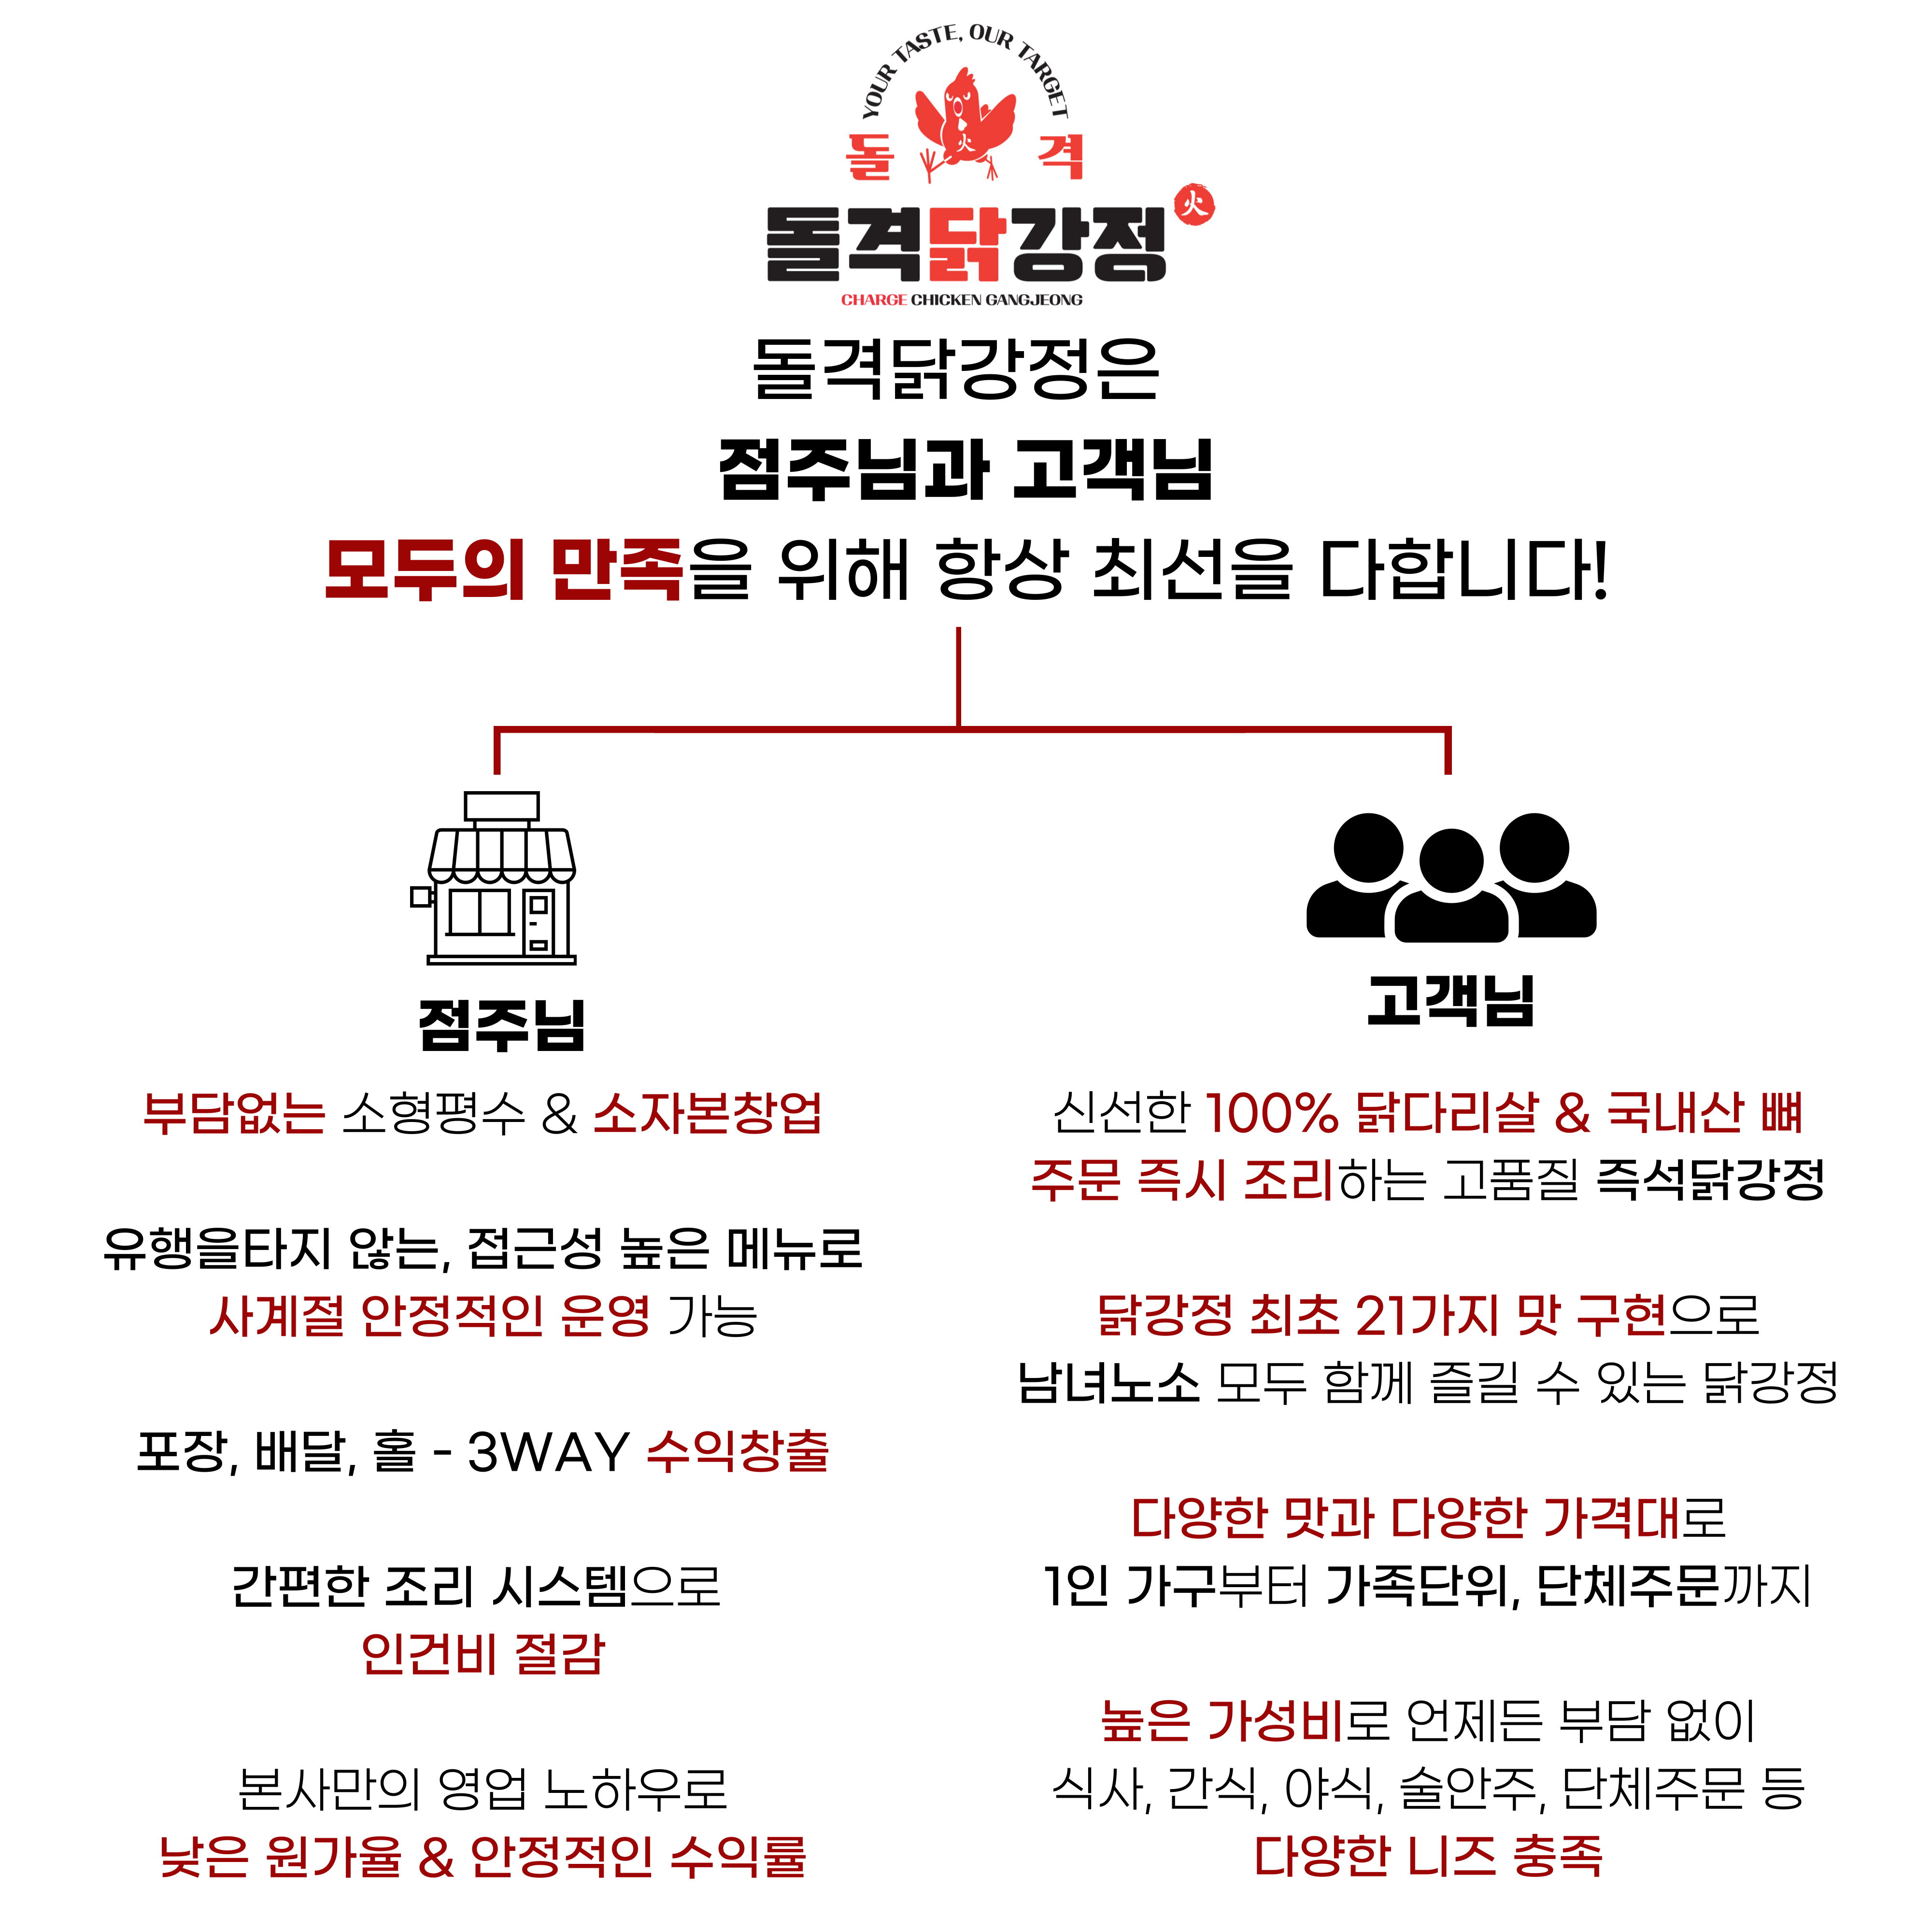 YOUR TASTE, OUR TARGET
돌 격
火
돌격닭강정
火
CHARGE CHICKEN GANGJEONG
돌격닭강정은
점주님과 고객님
모두의 만족을 위해 항상 최선을 다합니다!
점주님
부담없는 소형평수 & 소자본창업
유행을타지 않는, 접근성 높은 메뉴로
사계절 안정적인 운영 가능
포장, 배달, 홀 - 3WAY 수익창출
간편한 조리 시스템으로
인건비 절감
본사만의 영업 노하우로
낮은 원가율 & 안정적인 수익률
고객님
신선한 100% 닭다리살 & 국내산 뼈
주문 즉시 조리하는 고품질 즉석닭강정
닭강정 최초 21가지 맛 구현으로
남녀노소 모두 함께 즐길 수 있는 닭강정
다양한 맛과 다양한 가격대로
1인 가구부터 가족단위, 단체주문까지
높은 가성비로 언제든 부담 없이
식사, 간식, 야식, 술안주, 단체주문 등
다양한 니즈 충족